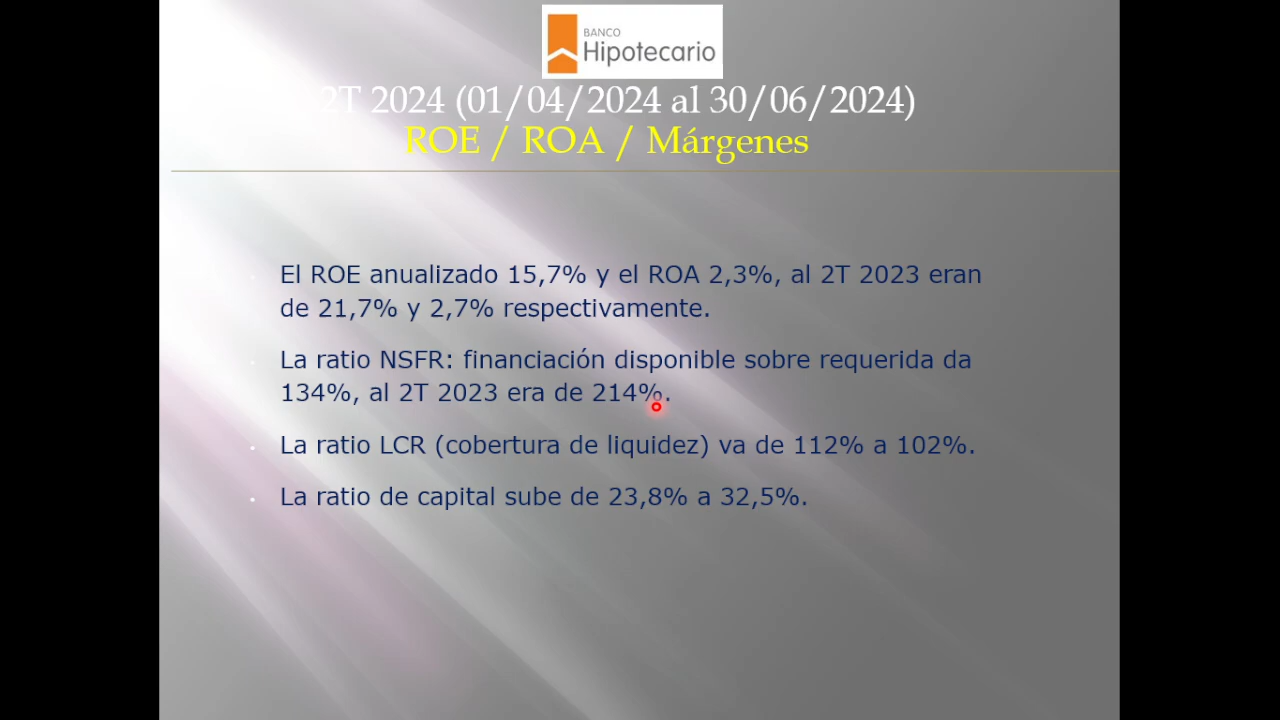 BANCO
Hipotecario
2T 2024 (01/04/2024 al 30/06/2024)
ROE / ROA / Márgenes
El ROE anualizado 15,7% y el ROA 2,3%, al 2T 2023 eran
de 21,7% y 2,7% respectivamente.
La ratio NSFR: financiación disponible sobre requerida da
134%, al 2T 2023 era de 214%.
La ratio LCR (cobertura de liquidez) va de 112% a 102%.
La ratio de capital sube de 23,8% a 32,5%.